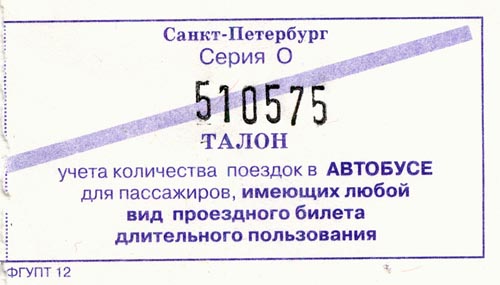 Санкт-Петербург
Серия О
510575
ТАЛОН
учета количества поездок в АВТОБУСЕ
для пассажиров, имеющих любой
вид проездного билета
длительного пользования
ФГУПТ 12